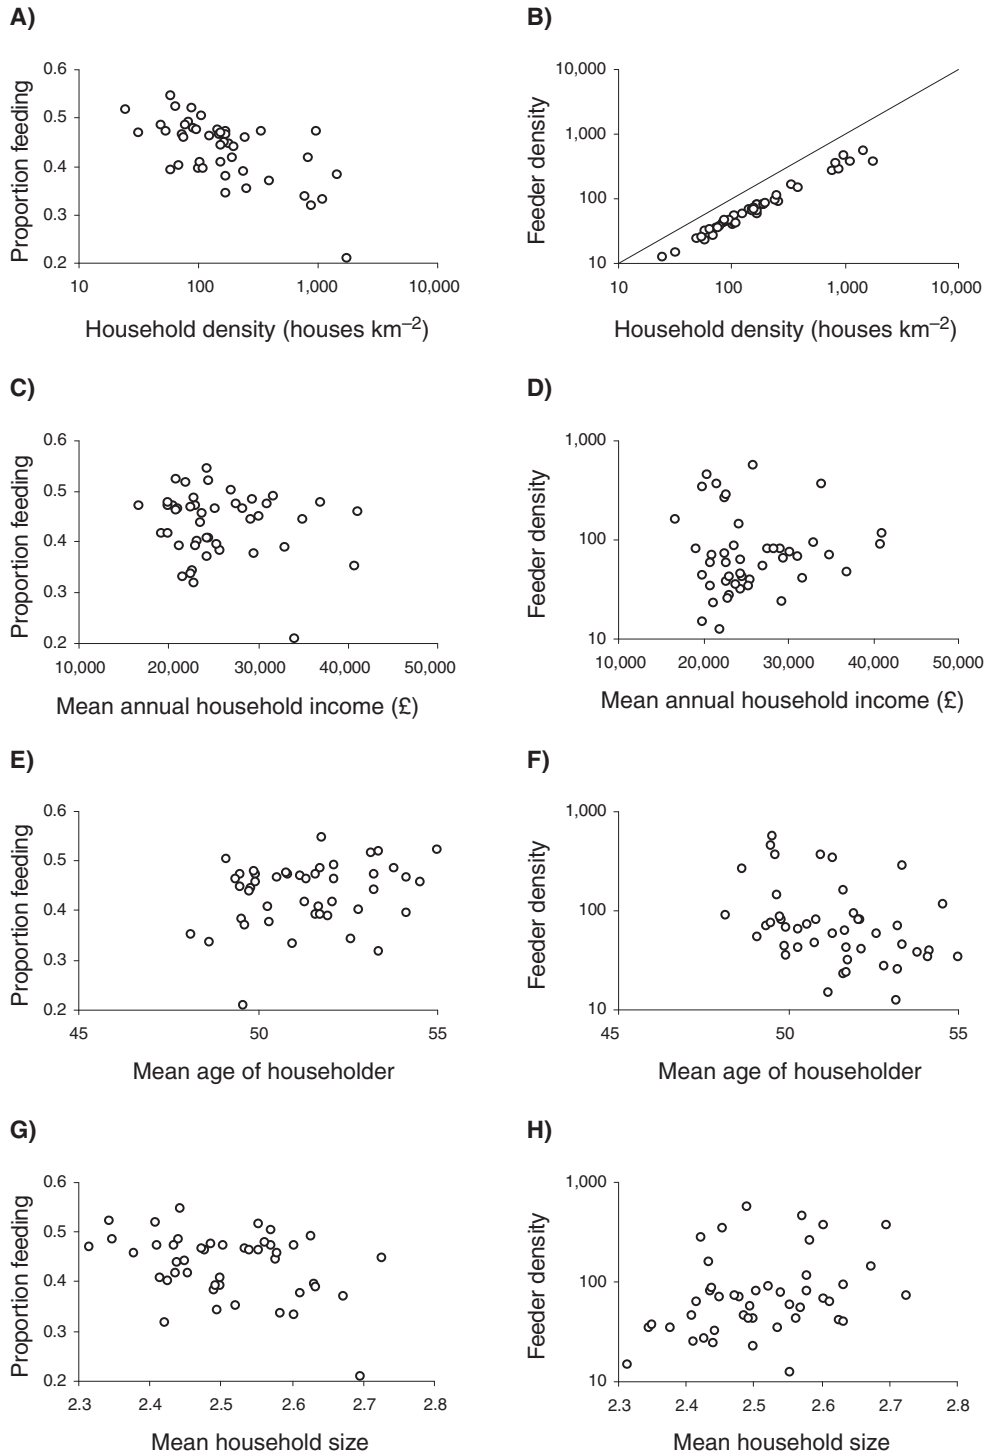 A)
Proportion feeding
0.6
0.5
0.4
0.3
0.2
10
100
1,000
10,000
Household density (houses km–2)
B)
Feeder density
10,000
1,000
100
10
10
100
1,000
10,000
Household density (houses km–2)
C)
Proportion feeding
0.6
0.5
0.4
0.3
0.2
10,000
20,000
30,000
40,000
50,000
Mean annual household income (£)
D)
Feeder density
1,000
100
10
10,000
20,000
30,000
40,000
50,000
Mean annual household income (£)
E)
Proportion feeding
0.6
0.5
0.4
0.3
0.2
45
50
55
Mean age of householder
F)
Feeder density
1,000
100
10
45
50
55
Mean age of householder
G)
Proportion feeding
0.6
0.5
0.4
0.3
0.2
2.3
2.4
2.5
2.6
2.7
2.8
Mean household size
H)
Feeder density
1,000
100
10
2.3
2.4
2.5
2.6
2.7
2.8
Mean household size